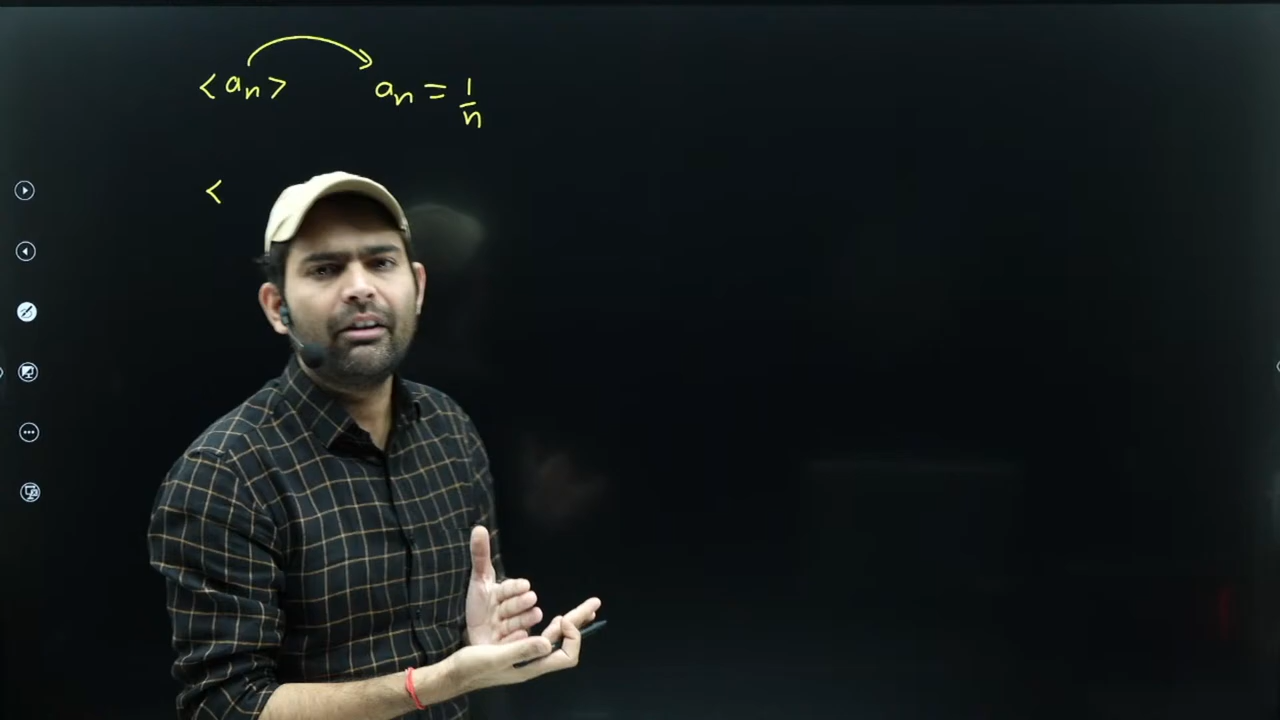 <aₙ> aₙ = 1/n
<